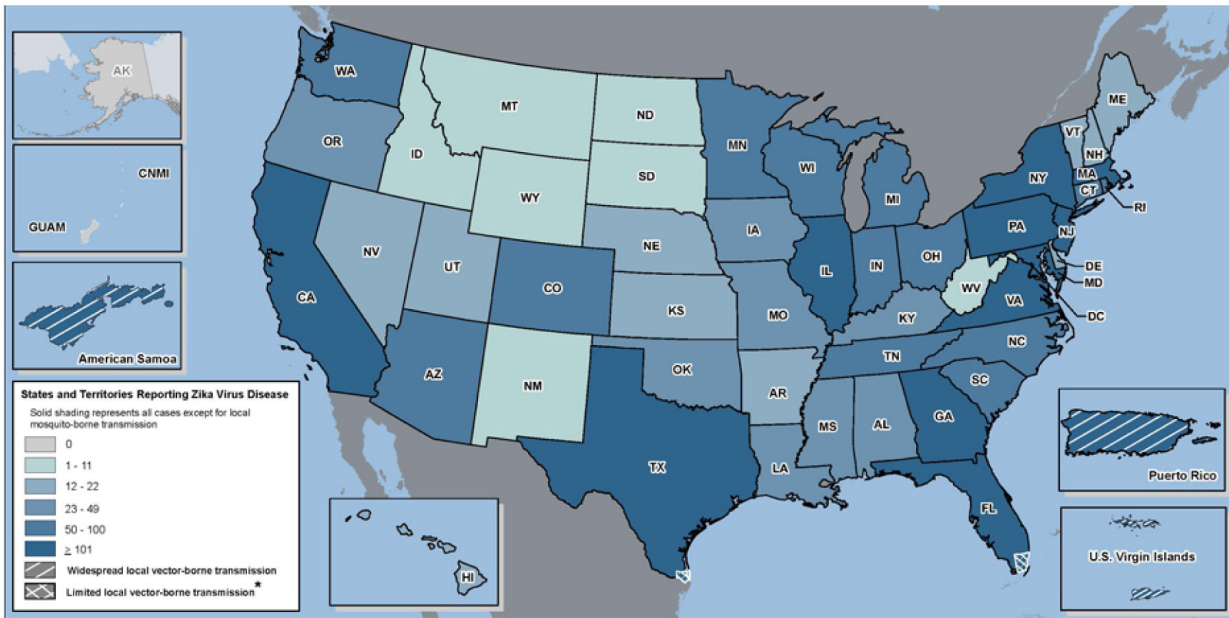 AK
CNMI
GUAM
American Samoa
States and Territories Reporting Zika Virus Disease
Solid shading represents all cases except for local
mosquito-borne transmission
0
1 - 11
12 - 22
23 - 49
50 - 100
≥ 101
Widespread local vector-borne transmission
Limited local vector-borne transmission*
WA
MT
ND
MN
ME
VT
NH
OR
ID
WY
SD
WI
MI
NY
MA
CT
RI
NV
UT
CO
NE
IA
IL
IN
OH
PA
NJ
DE
MD
DC
CA
KS
MO
KY
WV
VA
AZ
NM
OK
AR
TN
NC
SC
TX
LA
MS
AL
GA
FL
HI
Puerto Rico
U.S. Virgin Islands